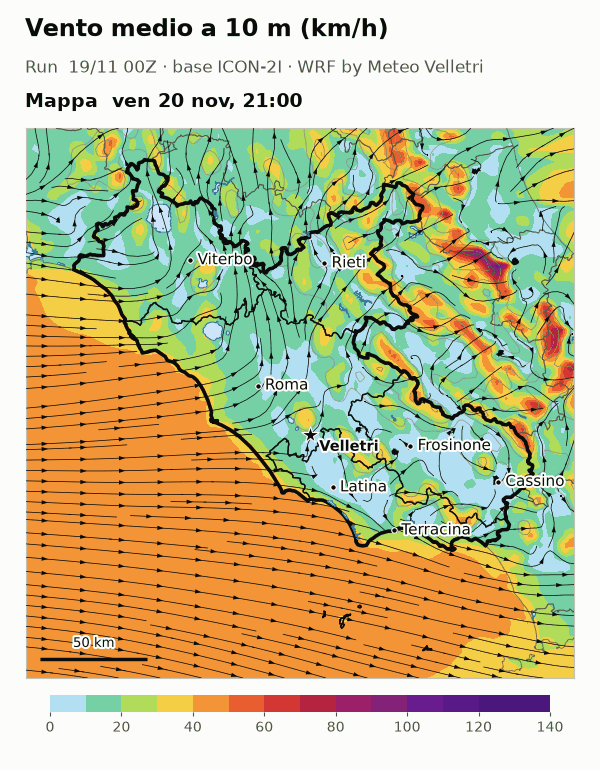 Vento medio a 10 m (km/h)
Run 19/11 00Z · base ICON-2I · WRF by Meteo Velletri
Mappa ven 20 nov, 21:00
Viterbo
Rieti
Roma
Velletri
Frosinone
Cassino
Latina
Terracina
50 km
0 20 40 60 80 100 120 140